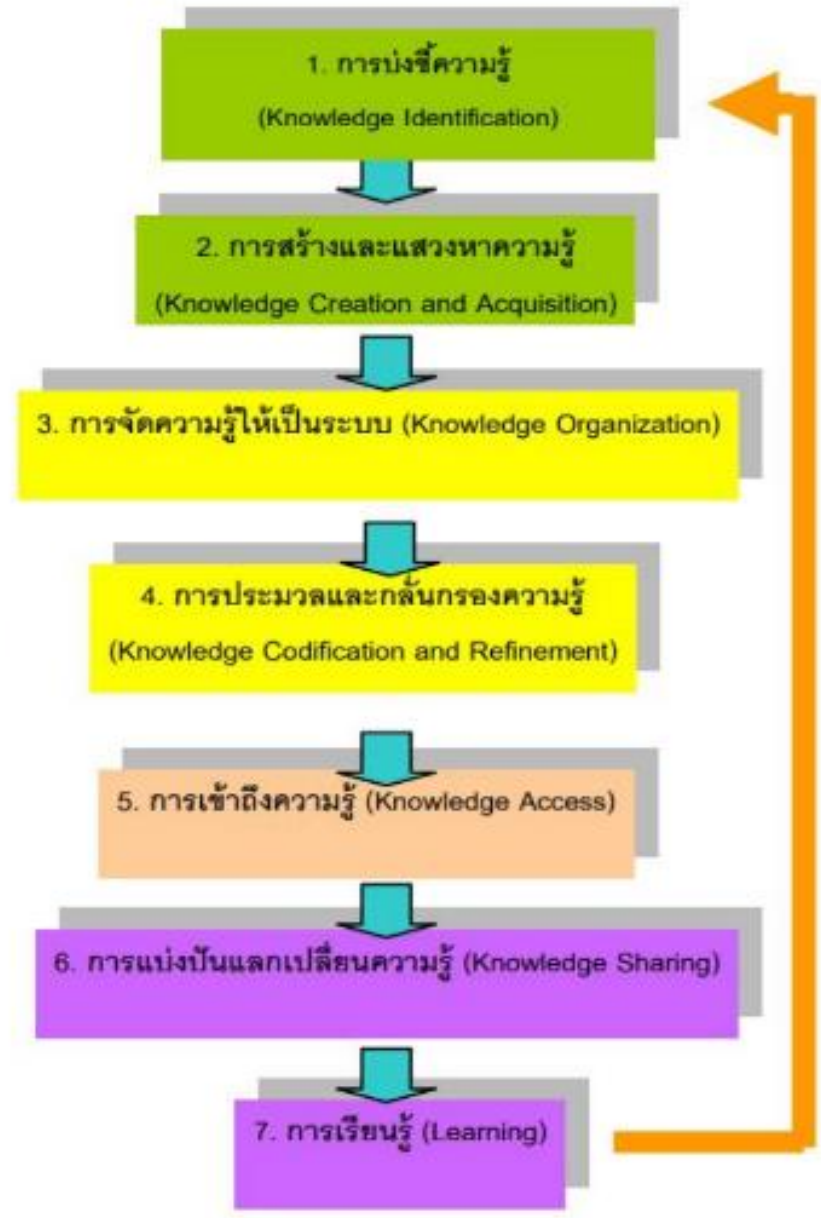 1. การบ่งชี้ความรู้
(Knowledge Identification)
2. การสร้างและแสวงหาความรู้
(Knowledge Creation and Acquisition)
3. การจัดความรู้ให้เป็นระบบ (Knowledge Organization)
4. การประมวลและกลั่นกรองความรู้
(Knowledge Codification and Refinement)
5. การเข้าถึงความรู้ (Knowledge Access)
6. การแบ่งปันแลกเปลี่ยนความรู้ (Knowledge Sharing)
7. การเรียนรู้ (Learning)